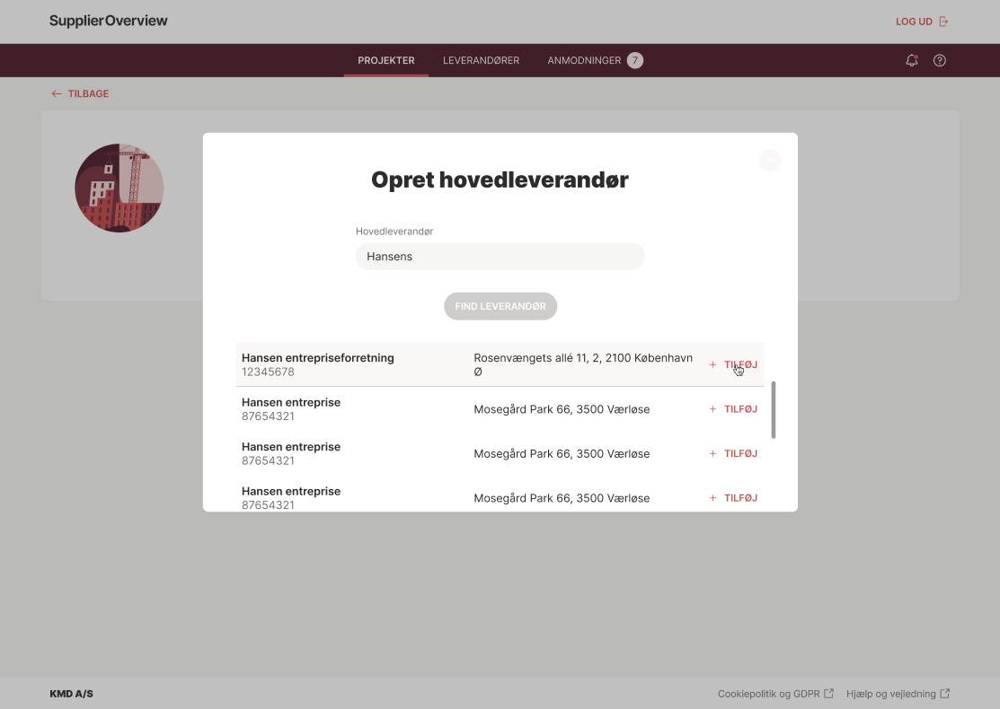 SupplierOverview
LOG UD
PROJEKTER
LEVERANDØRER
ANMODNINGER 7
TILBAGE
Opret hovedleverandør
Hovedleverandør
Hansens
FIND LEVERANDØR
Hansen entrepriseforretning
12345678
Rosenvængets allé 11, 2, 2100 København
Ø
+ TILFØJ
Hansen entreprise
87654321
Mosegård Park 66, 3500 Værløse
+ TILFØJ
Hansen entreprise
87654321
Mosegård Park 66, 3500 Værløse
+ TILFØJ
Hansen entreprise
87654321
Mosegård Park 66, 3500 Værløse
+ TILFØJ
KMD A/S
Cookiepolitik og GDPR
Hjælp og vejledning